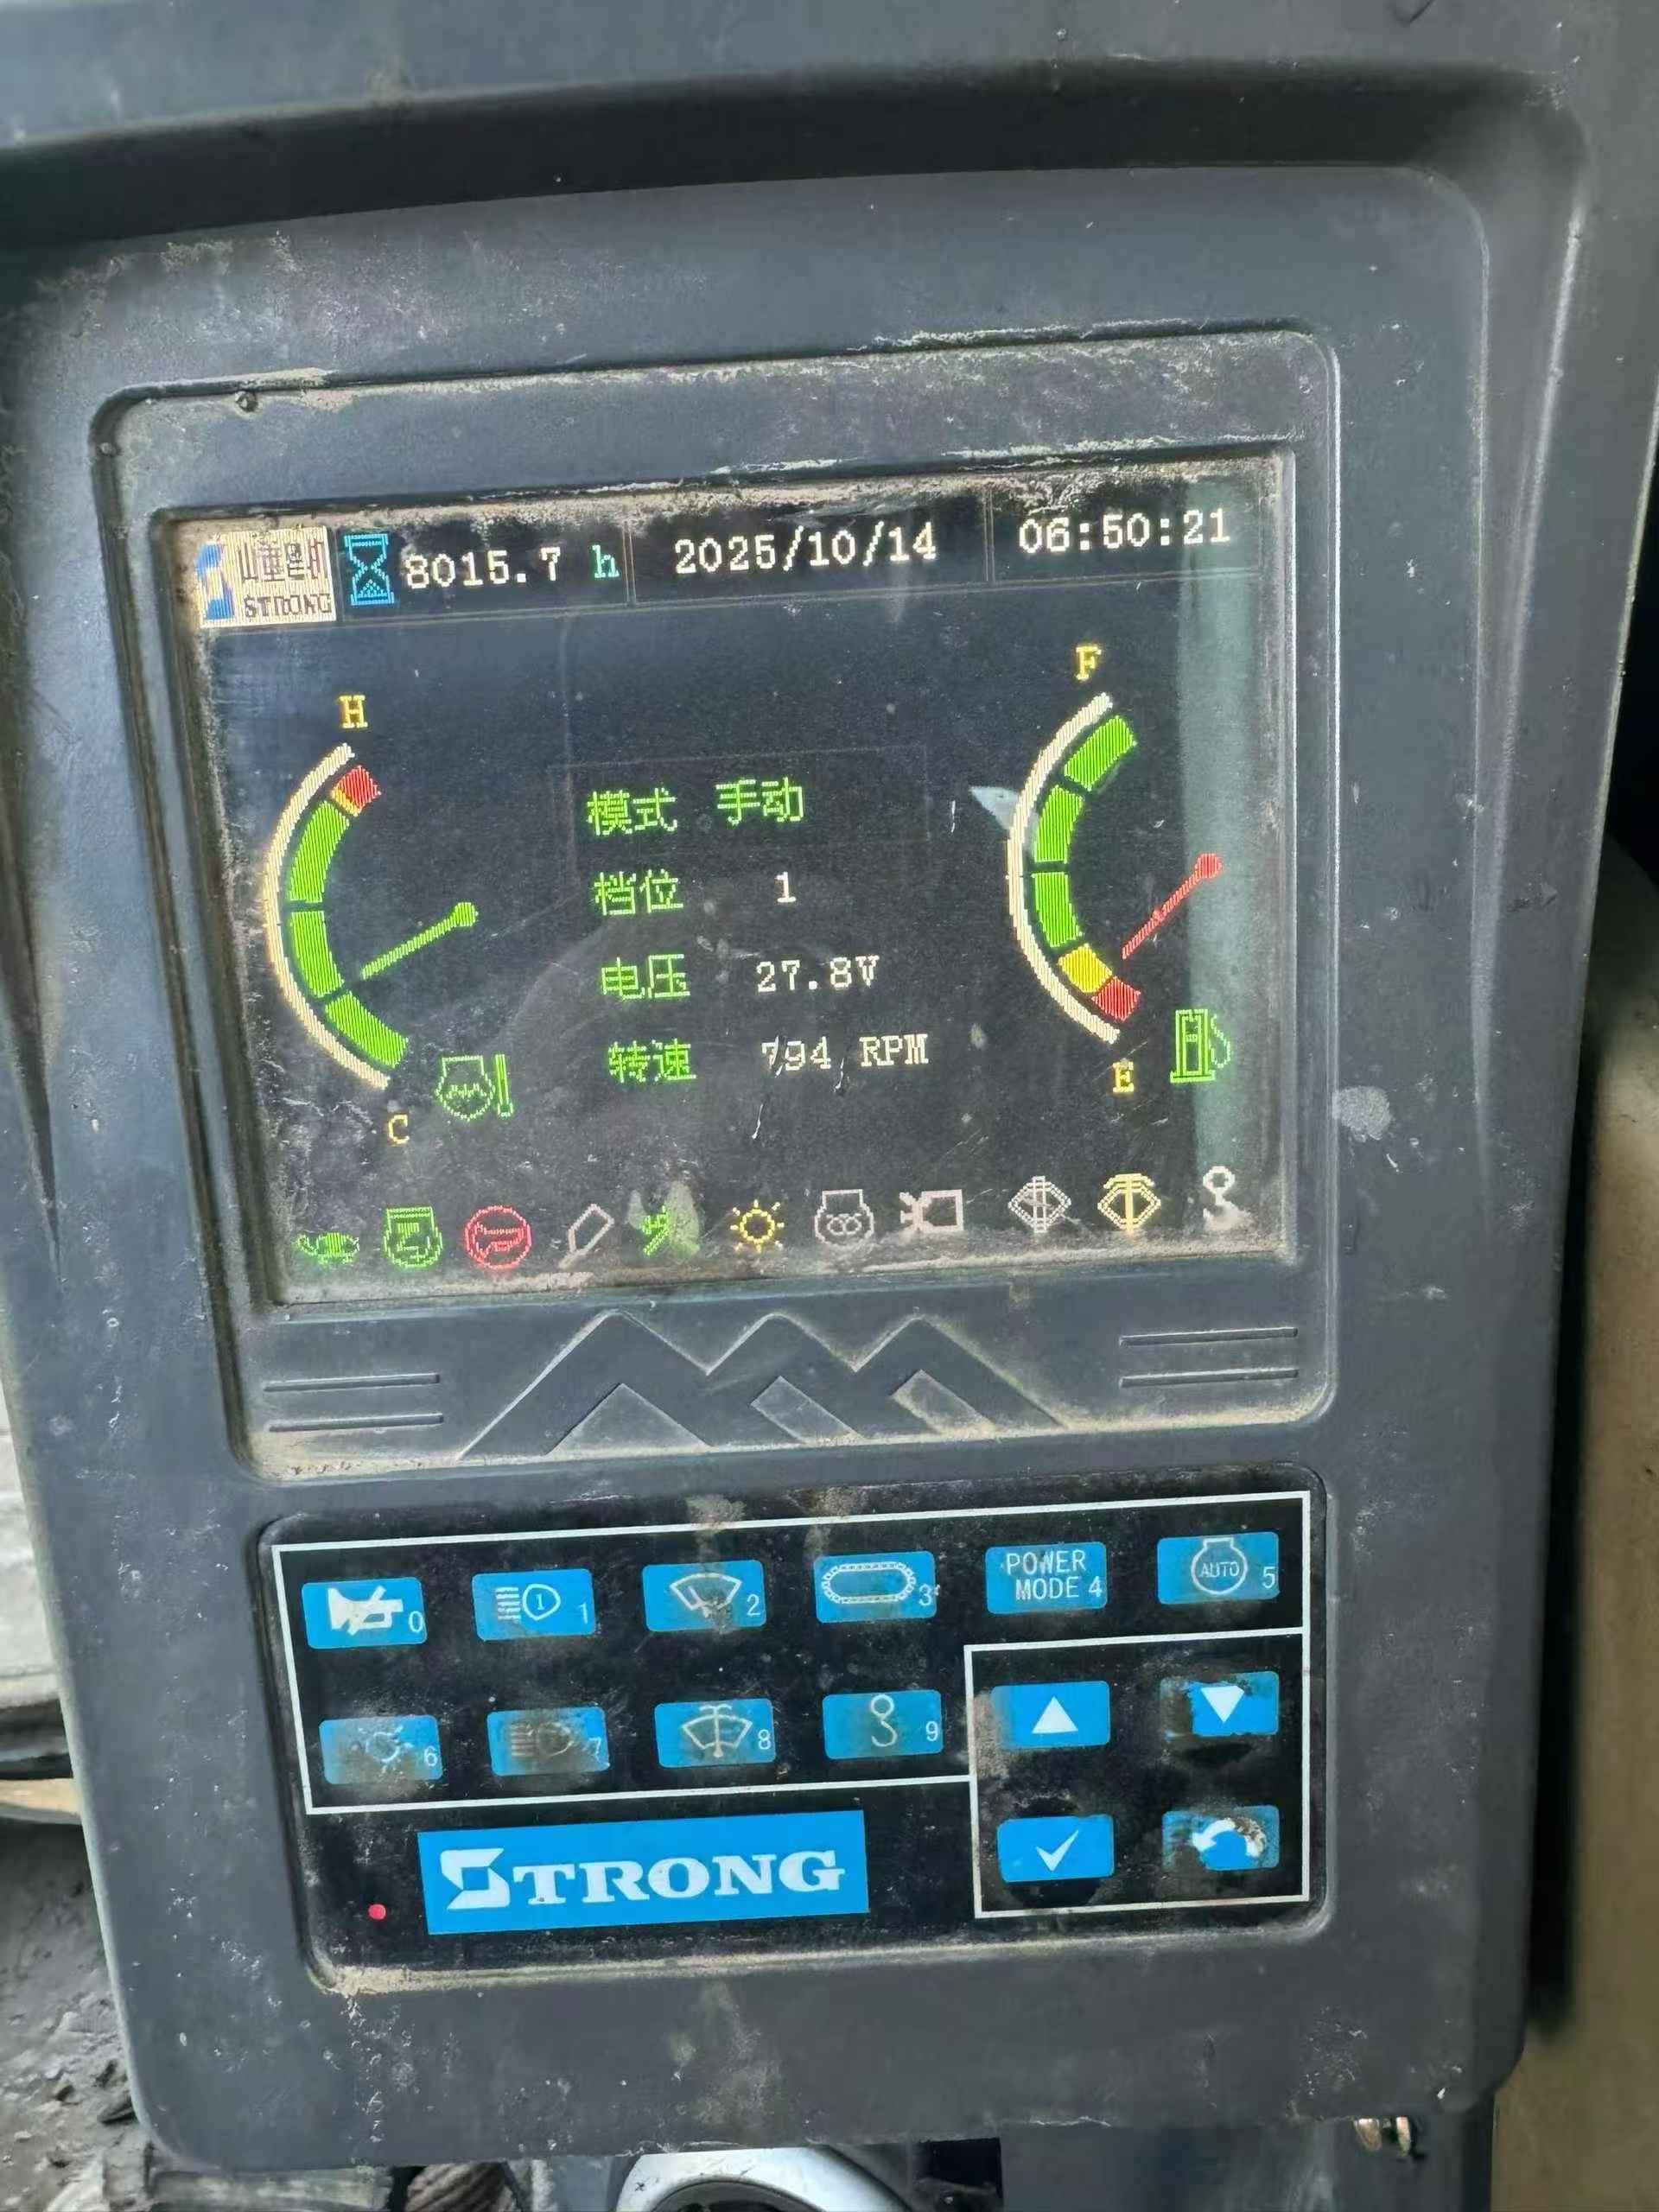 山重建机
STRONG
8015.7 h
2025/10/14
06:50:21
H
F
模式 手动
档位 1
电压 27.8V
转速 794 RPM
E
C
0
1
2
3
POWER
MODE 4
AUTO 5
6
7
8
9
STRONG